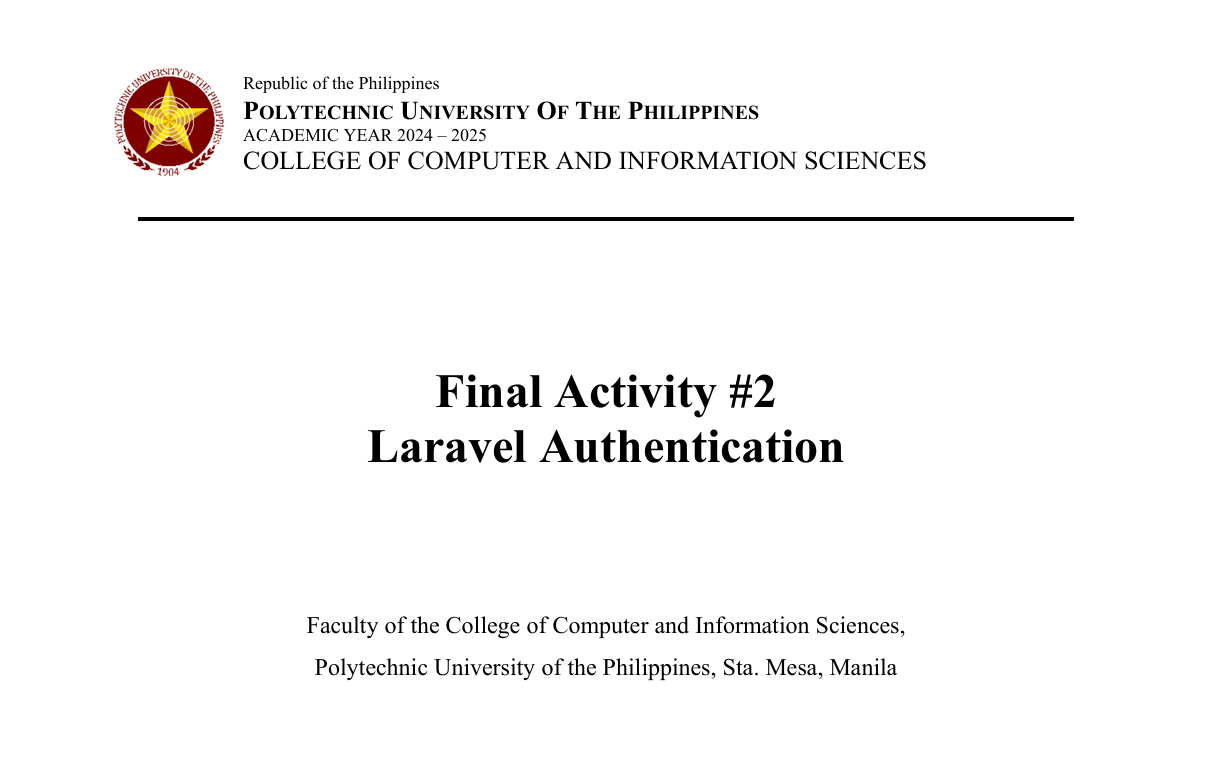 POLYTECHNIC UNIVERSITY OF THE PHILIPPINES
1904
Republic of the Philippines
POLYTECHNIC UNIVERSITY OF THE PHILIPPINES
ACADEMIC YEAR 2024 – 2025
COLLEGE OF COMPUTER AND INFORMATION SCIENCES
Final Activity #2
Laravel Authentication
Faculty of the College of Computer and Information Sciences,
Polytechnic University of the Philippines, Sta. Mesa, Manila